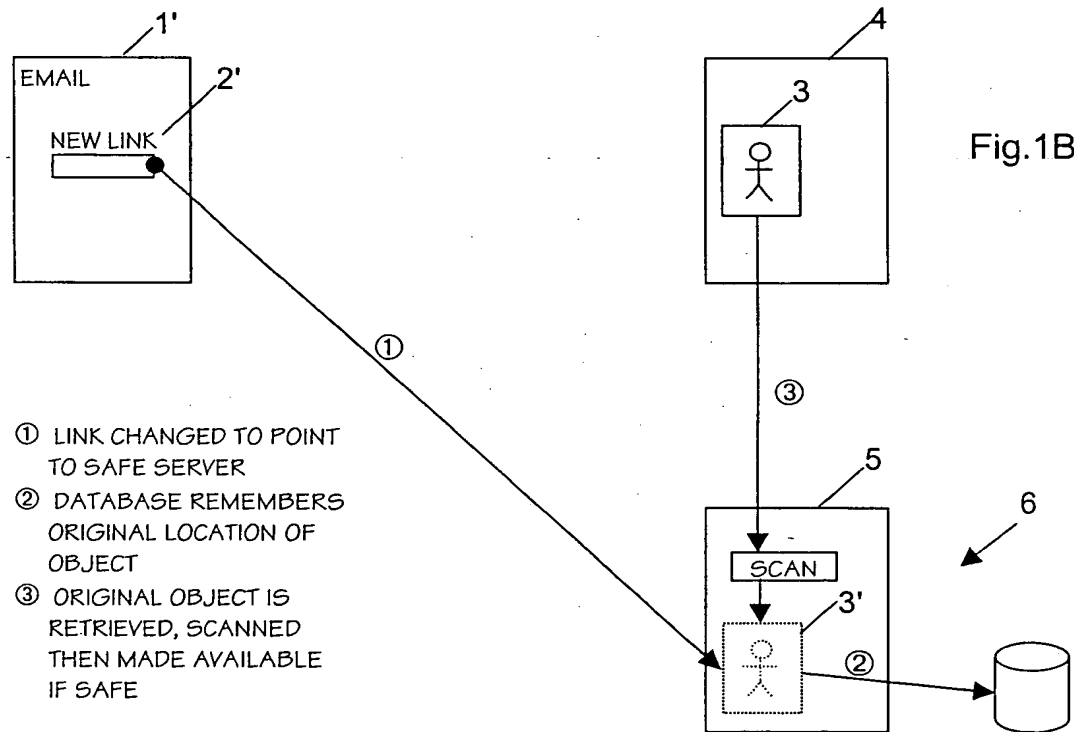 1'
4
EMAIL
2'
3
NEW LINK
Fig.1B
①
③
① LINK CHANGED TO POINT
TO SAFE SERVER
② DATABASE REMEMBERS
ORIGINAL LOCATION OF
OBJECT
③ ORIGINAL OBJECT IS
RETRIEVED, SCANNED
THEN MADE AVAILABLE
IF SAFE
5
6
SCAN
3'
②